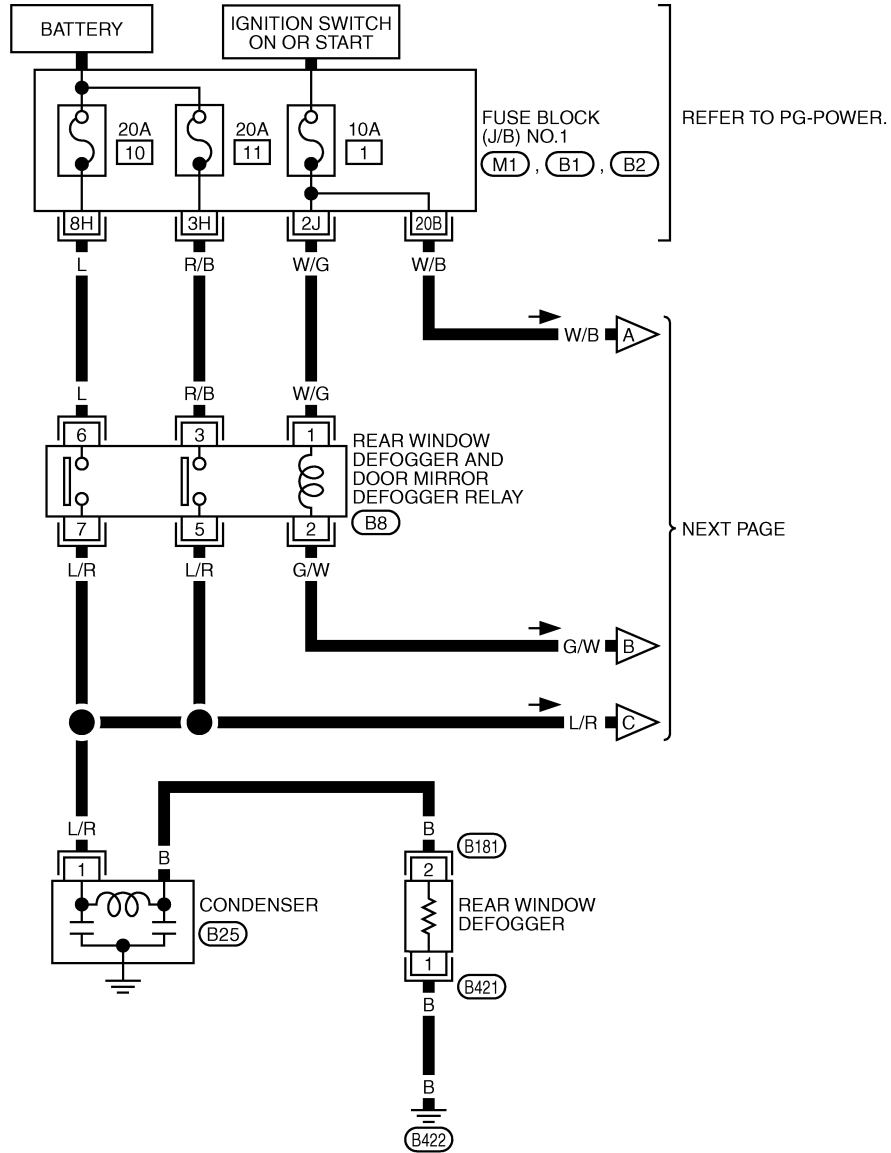 BATTERY
IGNITION SWITCH
ON OR START
20A
10
20A
11
10A
1
FUSE BLOCK
(J/B) NO.1
M1 , B1 , B2
REFER TO PG-POWER.
8H
3H
2J
20B
L
R/B
W/G
W/B
W/B
A
L
R/B
W/G
6
3
1
REAR WINDOW
DEFOGGER AND
DOOR MIRROR
DEFOGGER RELAY
B8
7
5
2
L/R
L/R
G/W
NEXT PAGE
G/W
B
L/R
C
L/R
B
B
B181
1
2
CONDENSER
B25
REAR WINDOW
DEFOGGER
1
B421
B
B
B422